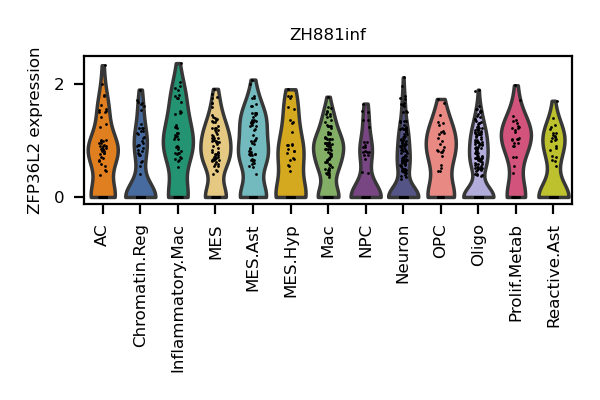 ZH881inf
ZFP36L2 expression
2
0
AC
Chromatin.Reg
Inflammatory.Mac
MES
MES.Ast
MES.Hyp
Mac
NPC
Neuron
OPC
Oligo
Prolif.Metab
Reactive.Ast